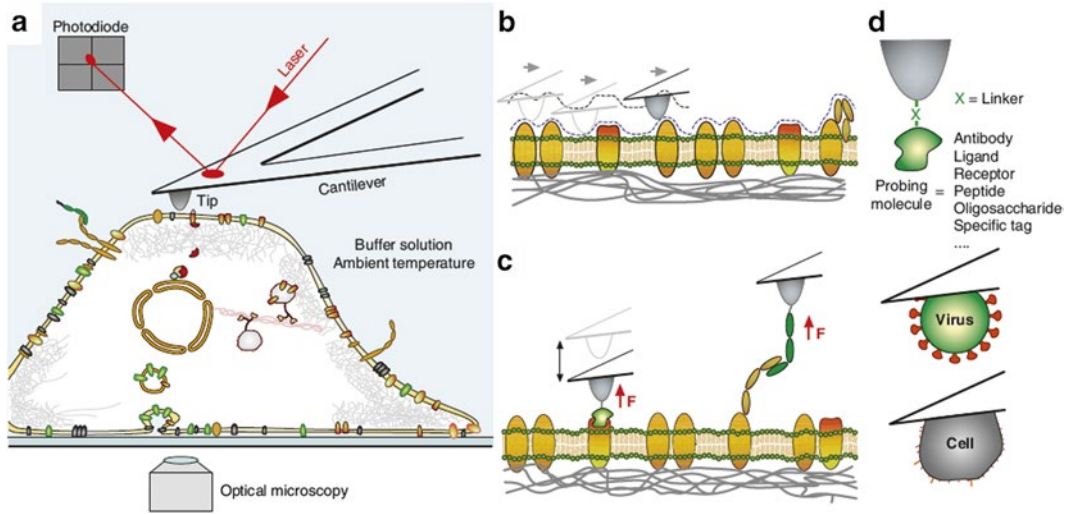 a
Photodiode
Laser
Cantilever
Tip
Buffer solution
Ambient temperature
Optical microscopy
b
c
F
F
d
X
X = Linker
Probing
molecule
=
Antibody
Ligand
Receptor
Peptide
Oligosaccharide
Specific tag
....
Virus
Cell